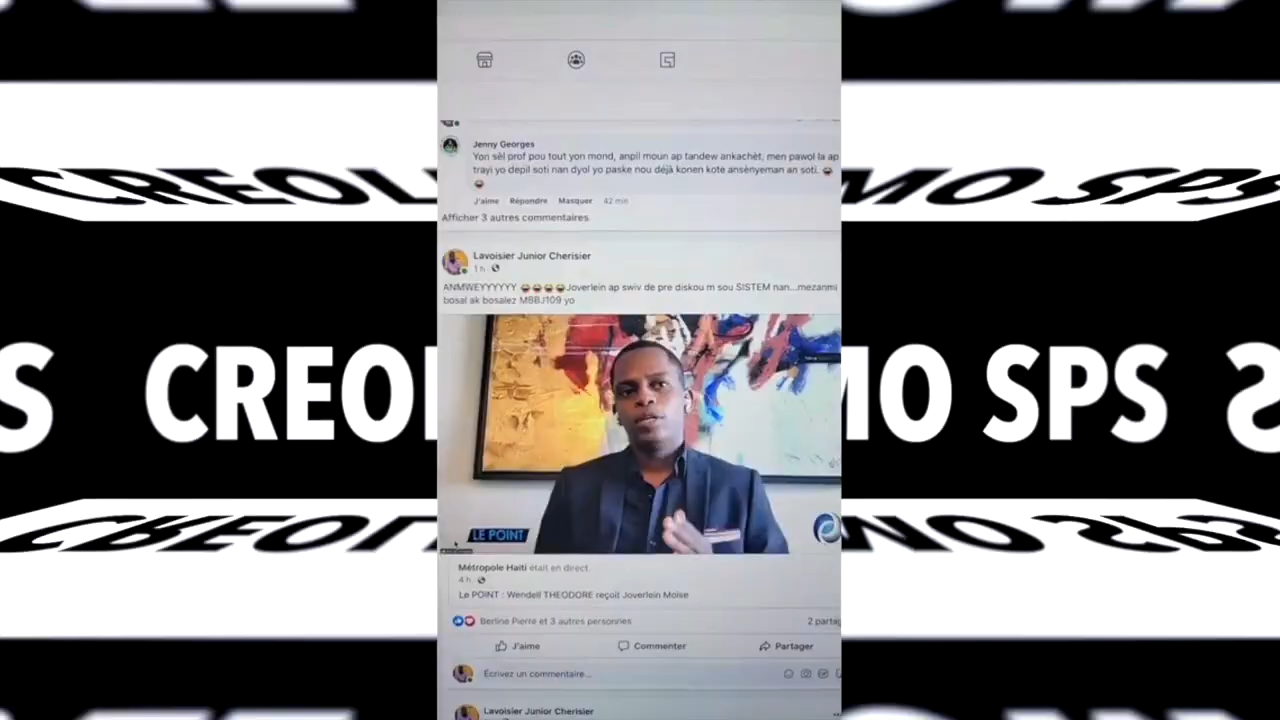 Jenny Georges
Yon sèl prof pou tout yon mond, anpil moun ap tandew ankachèt, men pawol la ap
trayi yo depil soti nan dyol yo paske nou déjà konen kote ansènyeman an soti. 😂
😂
J'aime Répondre Masquer 42 min
Afficher 3 autres commentaires
Lavoisier Junior Cherisier
1 h
ANMWEYYYYYY 😂😂😂😂Joverlein ap swiv de pre diskou m sou SISTEM nan...mezanmi
bosal ak bosalez MBBJ109 yo
CREOL
MO SPS
S CREOL
MO SPS S
LE POINT
Métropole Haiti était en direct.
4 h
Le POINT : Wendell THEODORE reçoit Joverlein Moise
Berline Pierre et 3 autres personnes
2 partag
J'aime Commenter Partager
Écrivez un commentaire...
Lavoisier Junior Cherisier